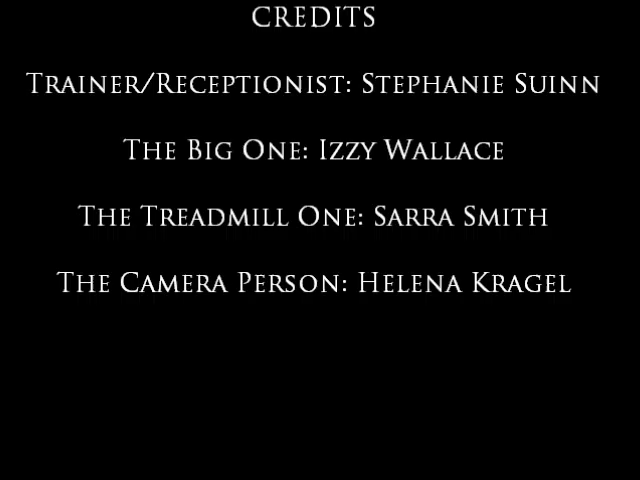 CREDITS
TRAINER/RECEPTIONIST: STEPHANIE SUINN
THE BIG ONE: IZZY WALLACE
THE TREADMILL ONE: SARRA SMITH
THE CAMERA PERSON: HELENA KRAGEL